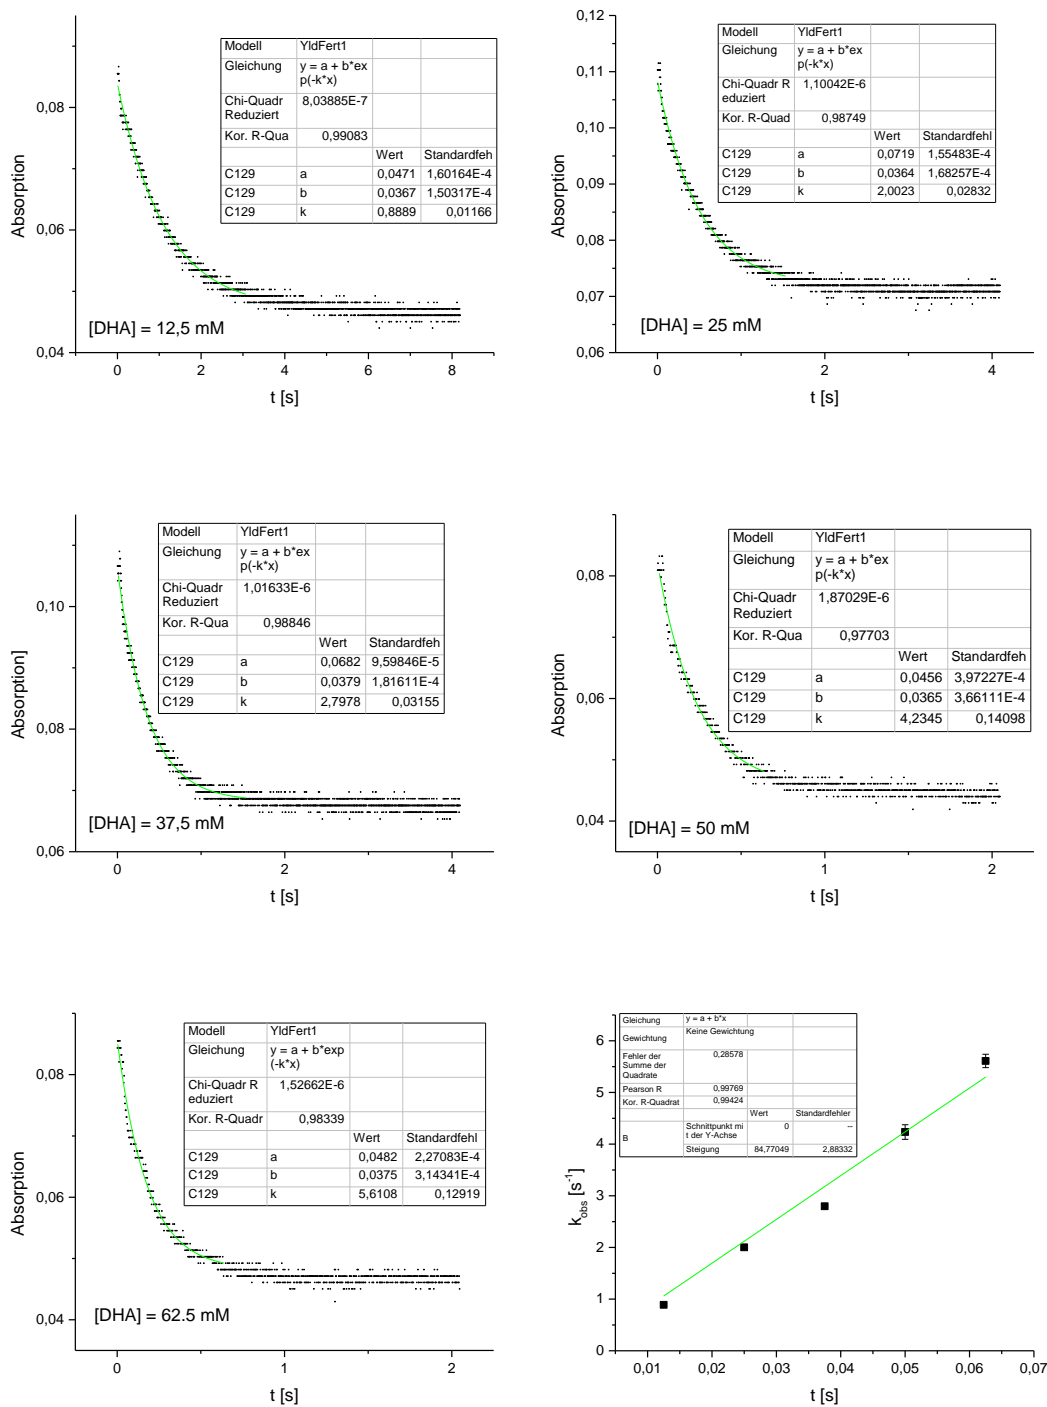 Modell YldFert1
Gleichung y = a + b*ex
p(-k*x)
Chi-Quadr 8,03885E-7
Reduziert
Kor. R-Qua 0,99083
Wert Standardfeh
C129 a 0,0471 1,60164E-4
C129 b 0,0367 1,50317E-4
C129 k 0,8889 0,01166
0,08
0,06
0,04
Absorption
[DHA] = 12,5 mM
0 2 4 6 8
t [s]
Modell YldFert1
Gleichung y = a + b*ex
p(-k*x)
Chi-Quadr R 1,10042E-6
eduziert
Kor. R-Quad 0,98749
Wert Standardfehl
C129 a 0,0719 1,55483E-4
C129 b 0,0364 1,68257E-4
C129 k 2,0023 0,02832
0,12
0,11
0,10
0,09
0,08
0,07
0,06
Absorption
[DHA] = 25 mM
0 2 4
t [s]
Modell YldFert1
Gleichung y = a + b*ex
p(-k*x)
Chi-Quadr 1,01633E-6
Reduziert
Kor. R-Qua 0,98846
Wert Standardfeh
C129 a 0,0682 9,59846E-5
C129 b 0,0379 1,81611E-4
C129 k 2,7978 0,03155
0,10
0,08
0,06
Absorption]
[DHA] = 37,5 mM
0 2 4
t [s]
Modell YldFert1
Gleichung y = a + b*ex
p(-k*x)
Chi-Quadr 1,87029E-6
Reduziert
Kor. R-Qua 0,97703
Wert Standardfeh
C129 a 0,0456 3,97227E-4
C129 b 0,0365 3,66111E-4
C129 k 4,2345 0,14098
0,08
0,06
0,04
Absorption
[DHA] = 50 mM
0 1 2
t [s]
Modell YldFert1
Gleichung y = a + b*exp
(-k*x)
Chi-Quadr R 1,52662E-6
eduziert
Kor. R-Quadr 0,98339
Wert Standardfehl
C129 a 0,0482 2,27083E-4
C129 b 0,0375 3,14341E-4
C129 k 5,6108 0,12919
0,08
0,06
0,04
Absorption
[DHA] = 62.5 mM
0 1 2
t [s]
Gleichung y = a + b*x
Gewichtung Keine Gewichtung
Fehler der 0,28578
Summe der
Quadrate
Pearson R 0,99769
Kor. R-Quadrat 0,99424
Wert Standardfehler
B Schnittpunkt mi 0 --
t der Y-Achse
Steigung 84,77049 2,88332
6
5
4
3
2
1
0
k_obs [s⁻¹]
0,01 0,02 0,03 0,04 0,05 0,06 0,07
t [s]